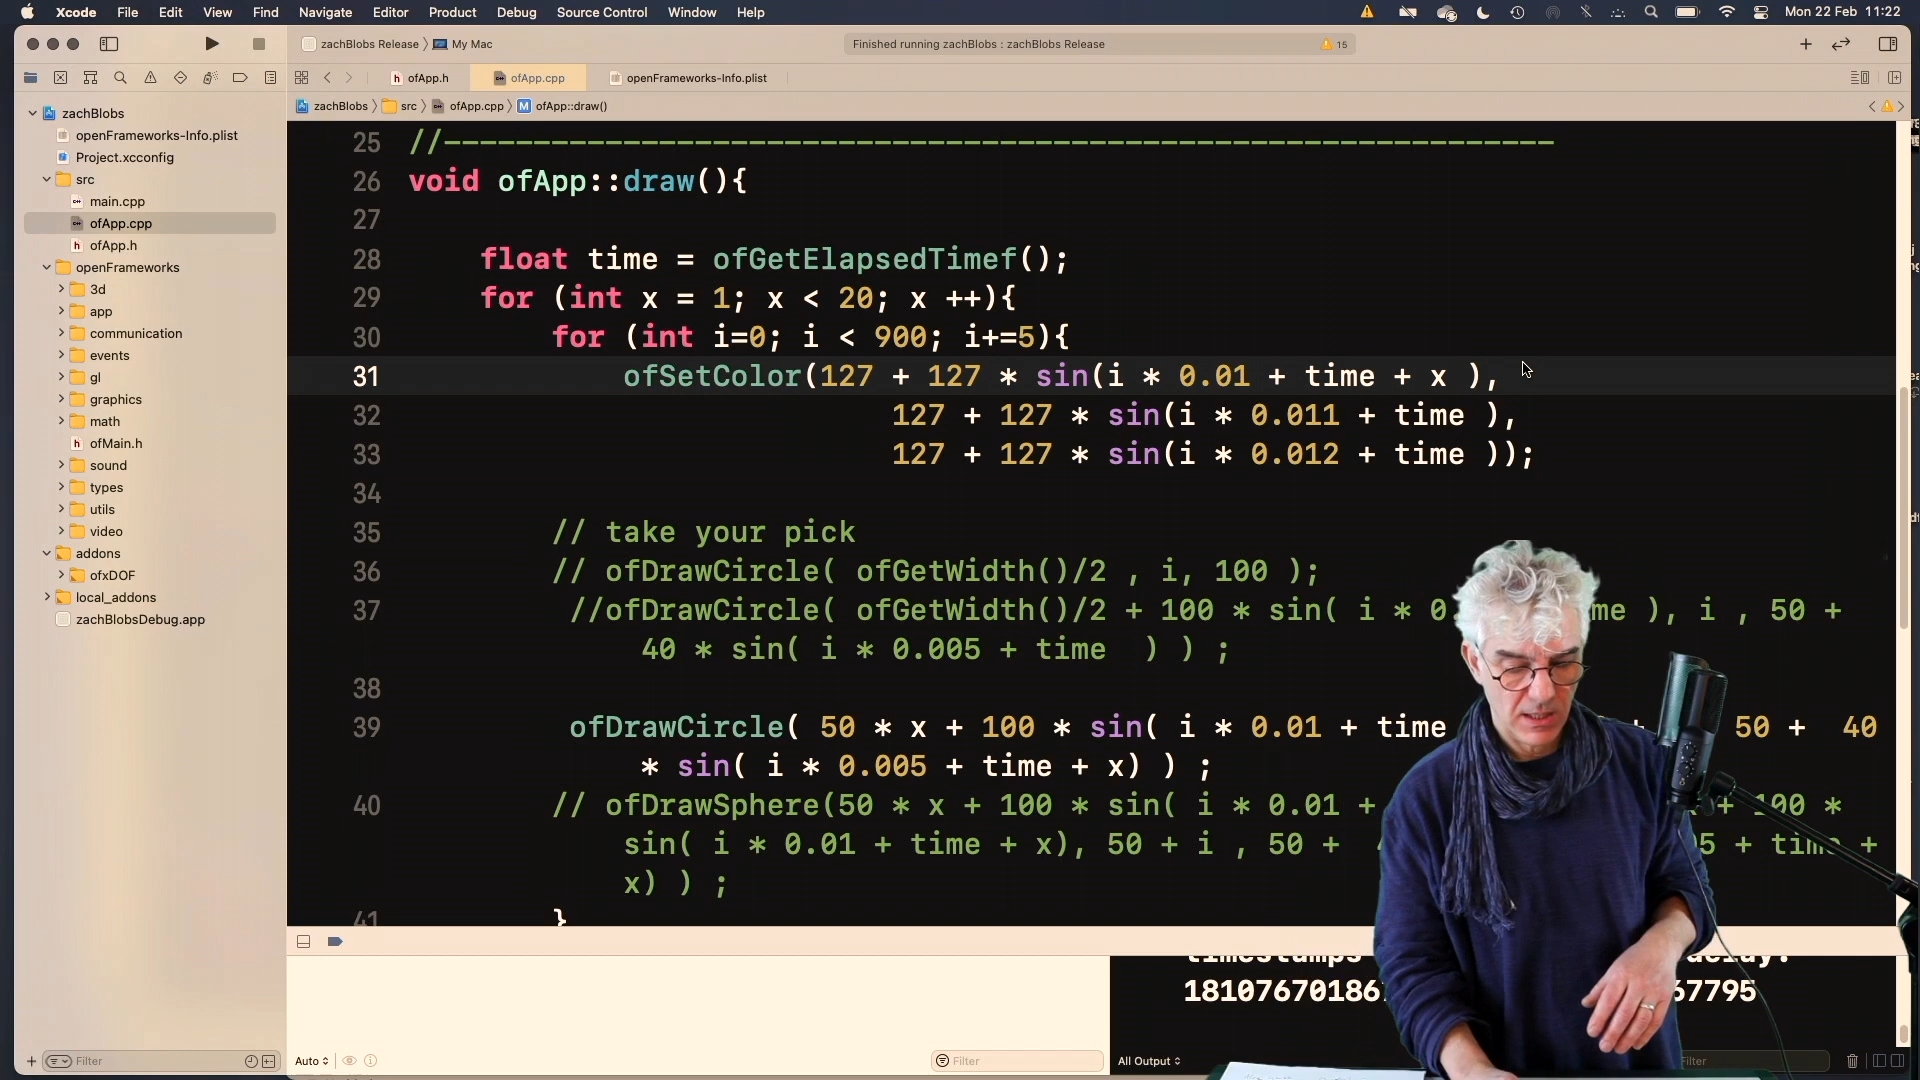 Xcode File Edit View Find Navigate Editor Product Debug Source Control Window Help Mon 22 Feb 11:22
zachBlobs Release 〉 My Mac Finished running zachBlobs : zachBlobs Release 15
ofApp.h ofApp.cpp openFrameworks-Info.plist
zachBlobs 〉 src 〉 ofApp.cpp 〉 M ofApp::draw()
zachBlobs
openFrameworks-Info.plist
Project.xcconfig
src
main.cpp
ofApp.cpp
ofApp.h
openFrameworks
3d
app
communication
events
gl
graphics
math
ofMain.h
sound
types
utils
video
addons
ofxDOF
local_addons
zachBlobsDebug.app
Filter
25 //--------------------------------------------------------------
26 void ofApp::draw(){
27
28 float time = ofGetElapsedTimef();
29 for (int x = 1; x < 20; x ++){
30 for (int i=0; i < 900; i+=5){
31 ofSetColor(127 + 127 * sin(i * 0.01 + time + x ),
32 127 + 127 * sin(i * 0.011 + time ),
33 127 + 127 * sin(i * 0.012 + time ));
34
35 // take your pick
36 // ofDrawCircle( ofGetWidth()/2 , i, 100 );
37 //ofDrawCircle( ofGetWidth()/2 + 100 * sin( i * 0. me ), i , 50 +
40 * sin( i * 0.005 + time ) ) ;
38
39 ofDrawCircle( 50 * x + 100 * sin( i * 0.01 + time 50 + 40
* sin( i * 0.005 + time + x) ) ;
40 // ofDrawSphere(50 * x + 100 * sin( i * 0.01 + + 100 *
sin( i * 0.01 + time + x), 50 + i , 50 + 5 + time +
x) ) ;
41 }
timestamps delay:
1810767018 67795
Auto Filter All Output Filter